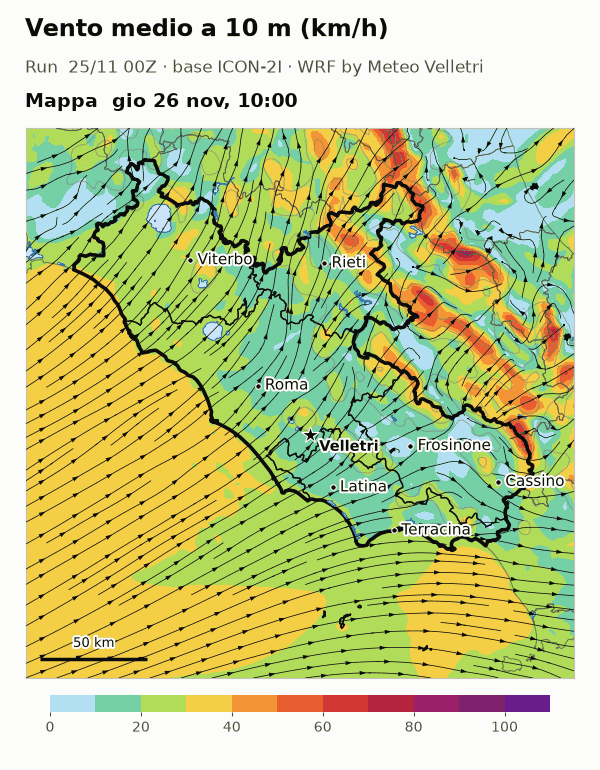 Vento medio a 10 m (km/h)
Run 25/11 00Z · base ICON-2I · WRF by Meteo Velletri
Mappa gio 26 nov, 10:00
Viterbo
Rieti
Roma
Velletri
Frosinone
Cassino
Latina
Terracina
50 km
0 20 40 60 80 100